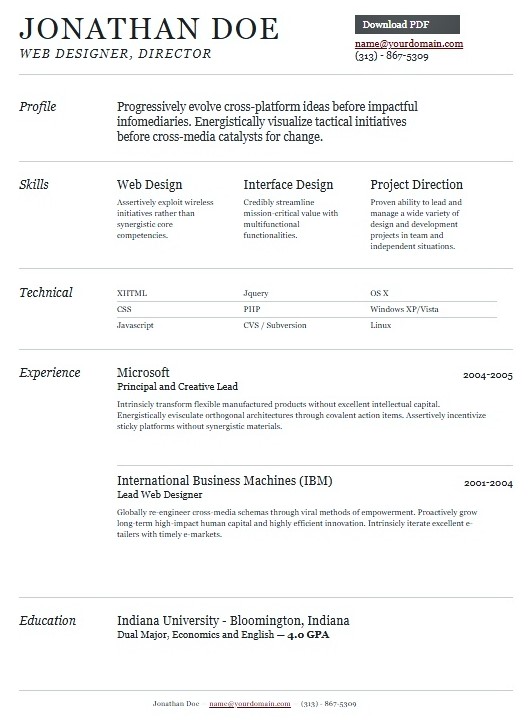 JONATHAN DOE
WEB DESIGNER, DIRECTOR
Download PDF
name@yourdomain.com
(313) - 867-5309
Profile
Progressively evolve cross-platform ideas before impactful
infomediaries. Energistically visualize tactical initiatives
before cross-media catalysts for change.
Skills
Web Design
Assertively exploit wireless
initiatives rather than
synergistic core
competencies.
Interface Design
Credibly streamline
mission-critical value with
multifunctional
functionalities.
Project Direction
Proven ability to lead and
manage a wide variety of
design and development
projects in team and
independent situations.
Technical
XHTML Jquery OS X
CSS PHP Windows XP/Vista
Javascript CVS / Subversion Linux
Experience
Microsoft 2004-2005
Principal and Creative Lead
Intrinsicly transform flexible manufactured products without excellent intellectual capital.
Energistically evisculate orthogonal architectures through covalent action items. Assertively incentivize
sticky platforms without synergistic materials.
International Business Machines (IBM) 2001-2004
Lead Web Designer
Globally re-engineer cross-media schemas through viral methods of empowerment. Proactively grow
long-term high-impact human capital and highly efficient innovation. Intrinsicly iterate excellent e-
tailers with timely e-markets.
Education
Indiana University - Bloomington, Indiana
Dual Major, Economics and English — 4.0 GPA
Jonathan Doe name@yourdomain.com (313) - 867-5309